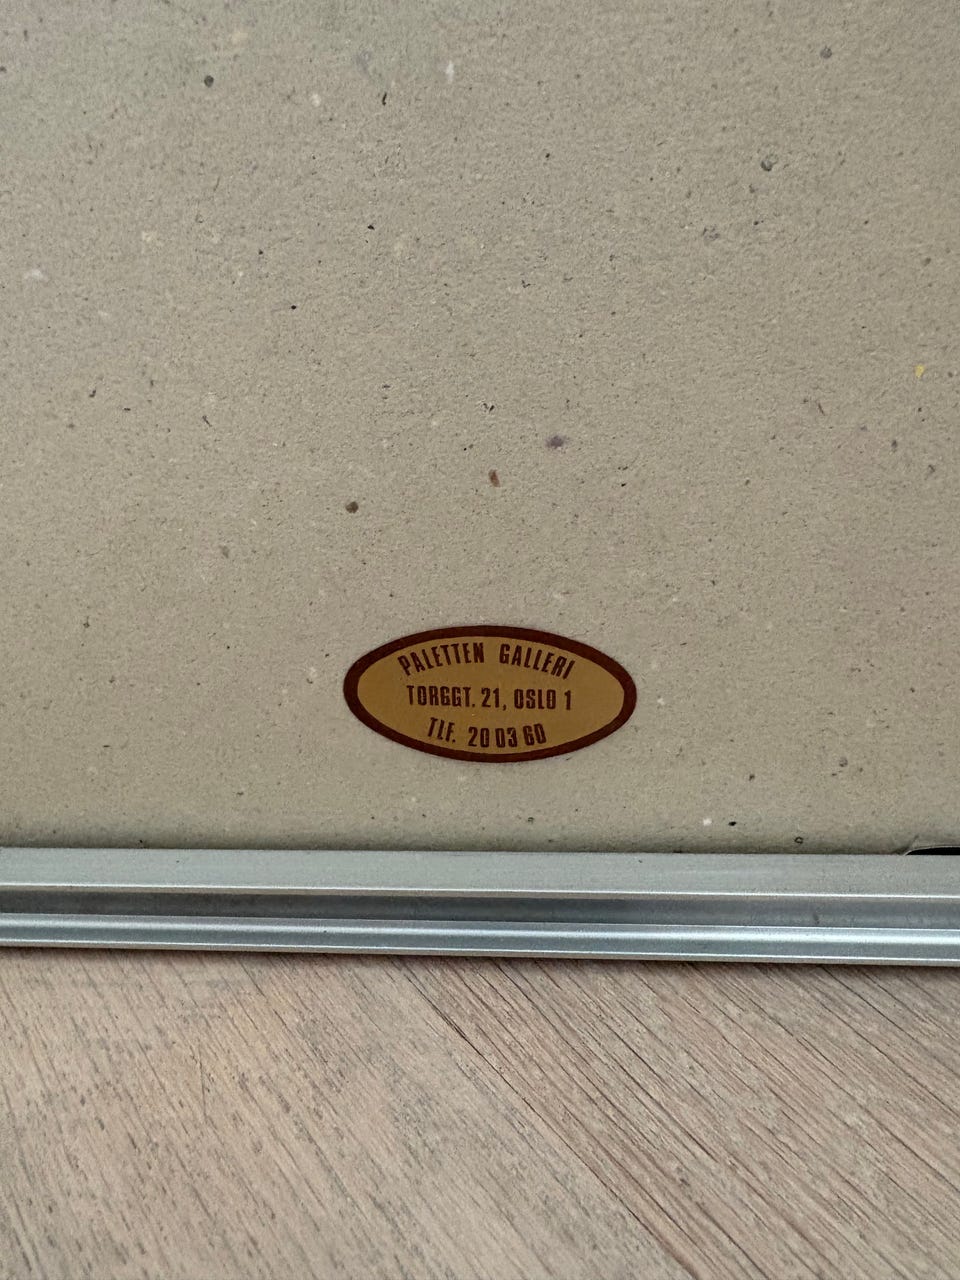 PALETTEN GALLERI
TORGGT. 21, OSLO 1
TLF. 20 03 60